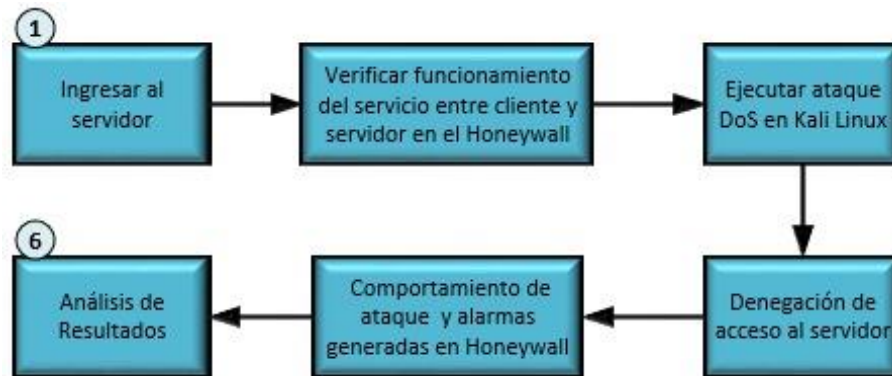 1
Ingresar al
servidor
Verificar funcionamiento
del servicio entre cliente y
servidor en el Honeywall
Ejecutar ataque
DoS en Kali Linux
6
Análisis de
Resultados
Comportamiento de
ataque y alarmas
generadas en Honeywall
Denegación de
acceso al servidor